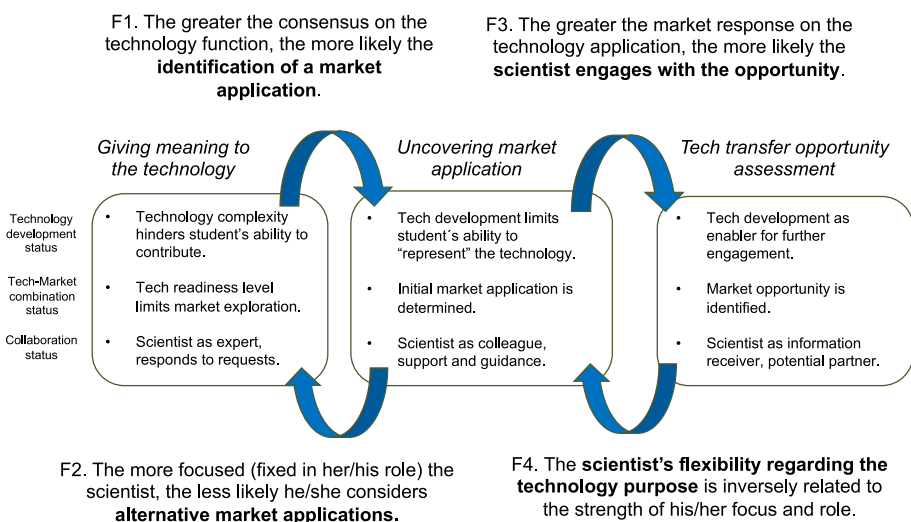 F1. The greater the consensus on the
technology function, the more likely the
identification of a market
application.
F3. The greater the market response on the
technology application, the more likely the
scientist engages with the opportunity.
Giving meaning to
the technology
Uncovering market
application
Tech transfer opportunity
assessment
Technology
development
status
• Technology complexity
hinders student's ability to
contribute.
• Tech development limits
student´s ability to
“represent” the technology.
• Tech development as
enabler for further
engagement.
Tech-Market
combination
status
• Tech readiness level
limits market exploration.
• Initial market application is
determined.
• Market opportunity is
identified.
Collaboration
status
• Scientist as expert,
responds to requests.
• Scientist as colleague,
support and guidance.
• Scientist as information
receiver, potential partner.
F2. The more focused (fixed in her/his role) the
scientist, the less likely he/she considers
alternative market applications.
F4. The scientist's flexibility regarding the
technology purpose is inversely related to
the strength of his/her focus and role.